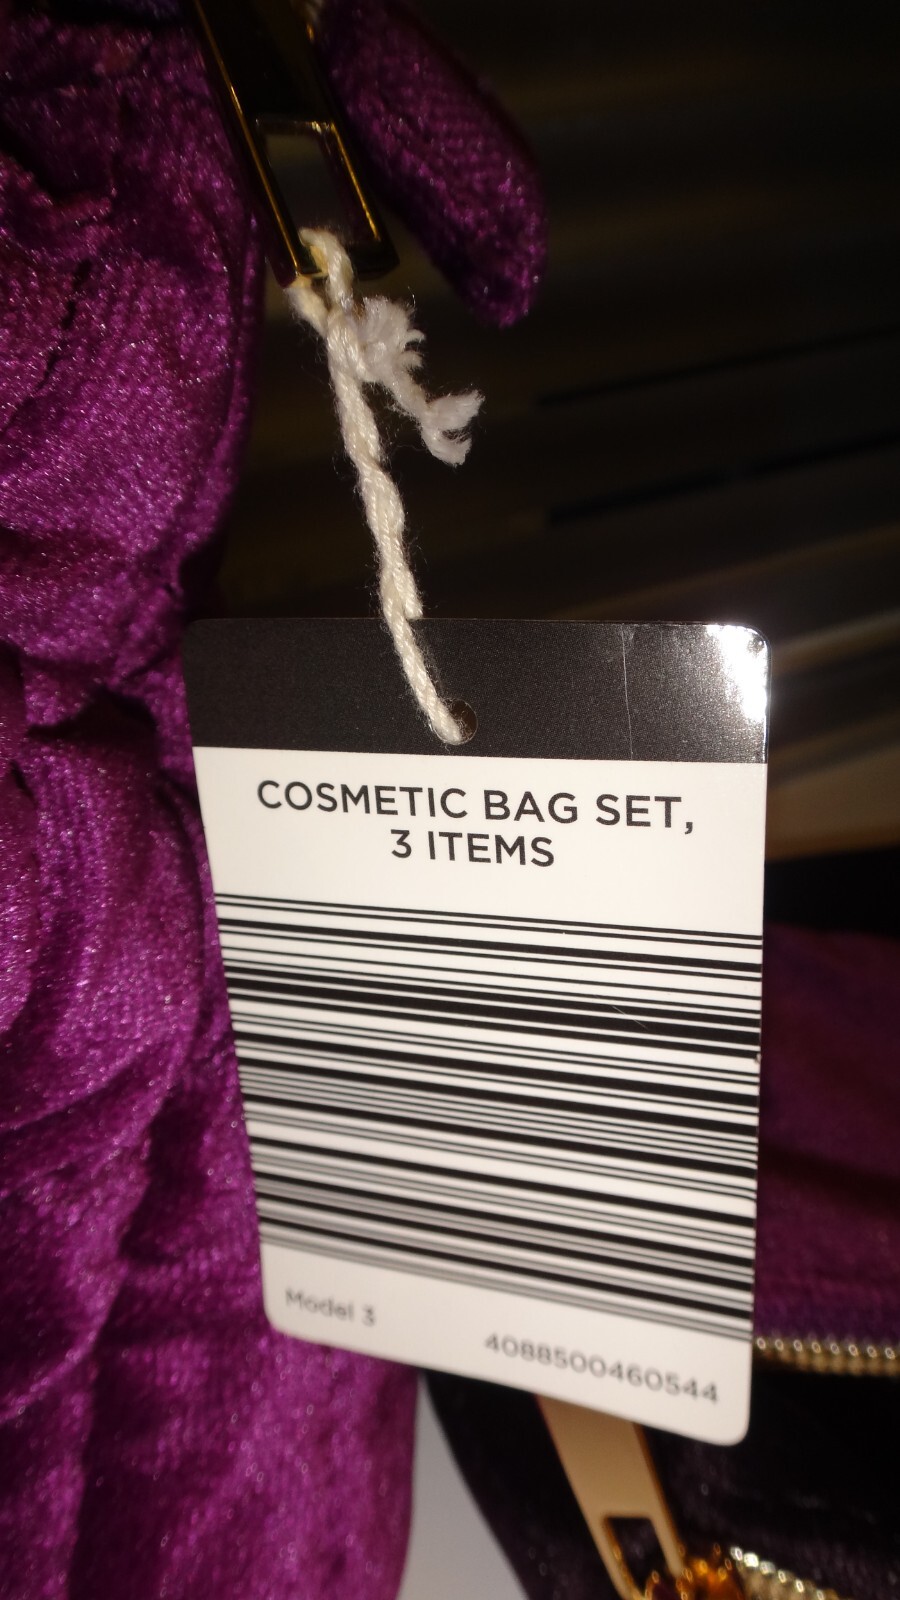 COSMETIC BAG SET,
3 ITEMS
Model 3
4088500460544